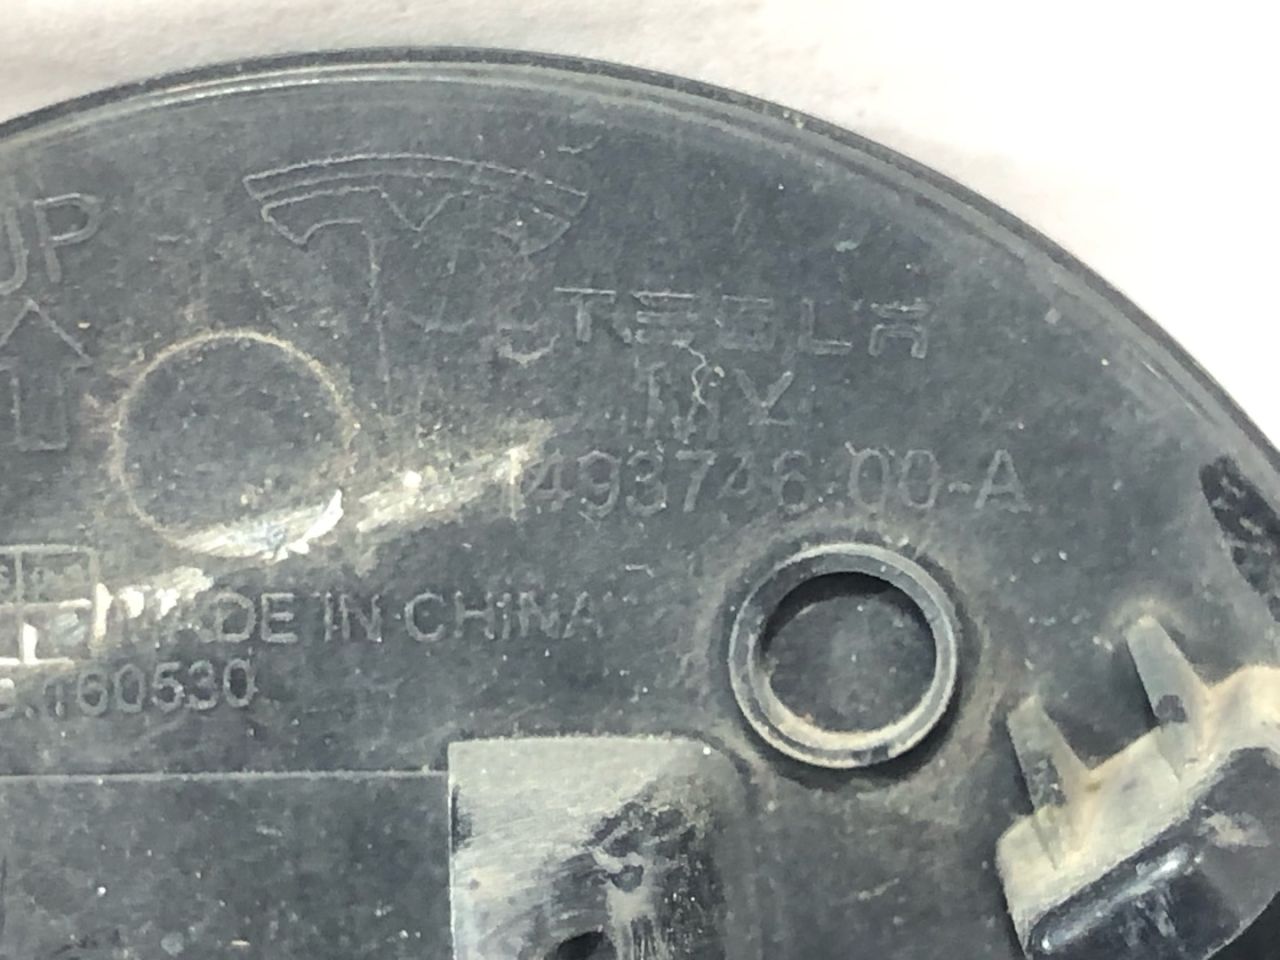 UP
TESLA
MY
1493746-00-A
MADE IN CHINA
.160530